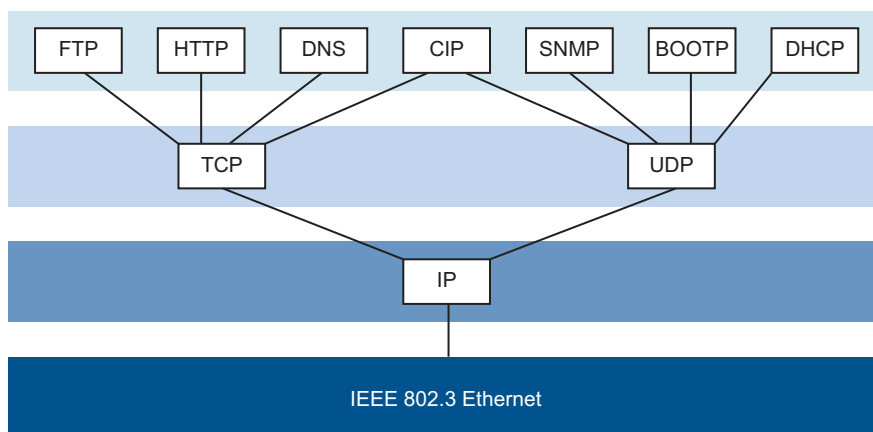 FTP
HTTP
DNS
CIP
SNMP
BOOTP
DHCP
TCP
UDP
IP
IEEE 802.3 Ethernet